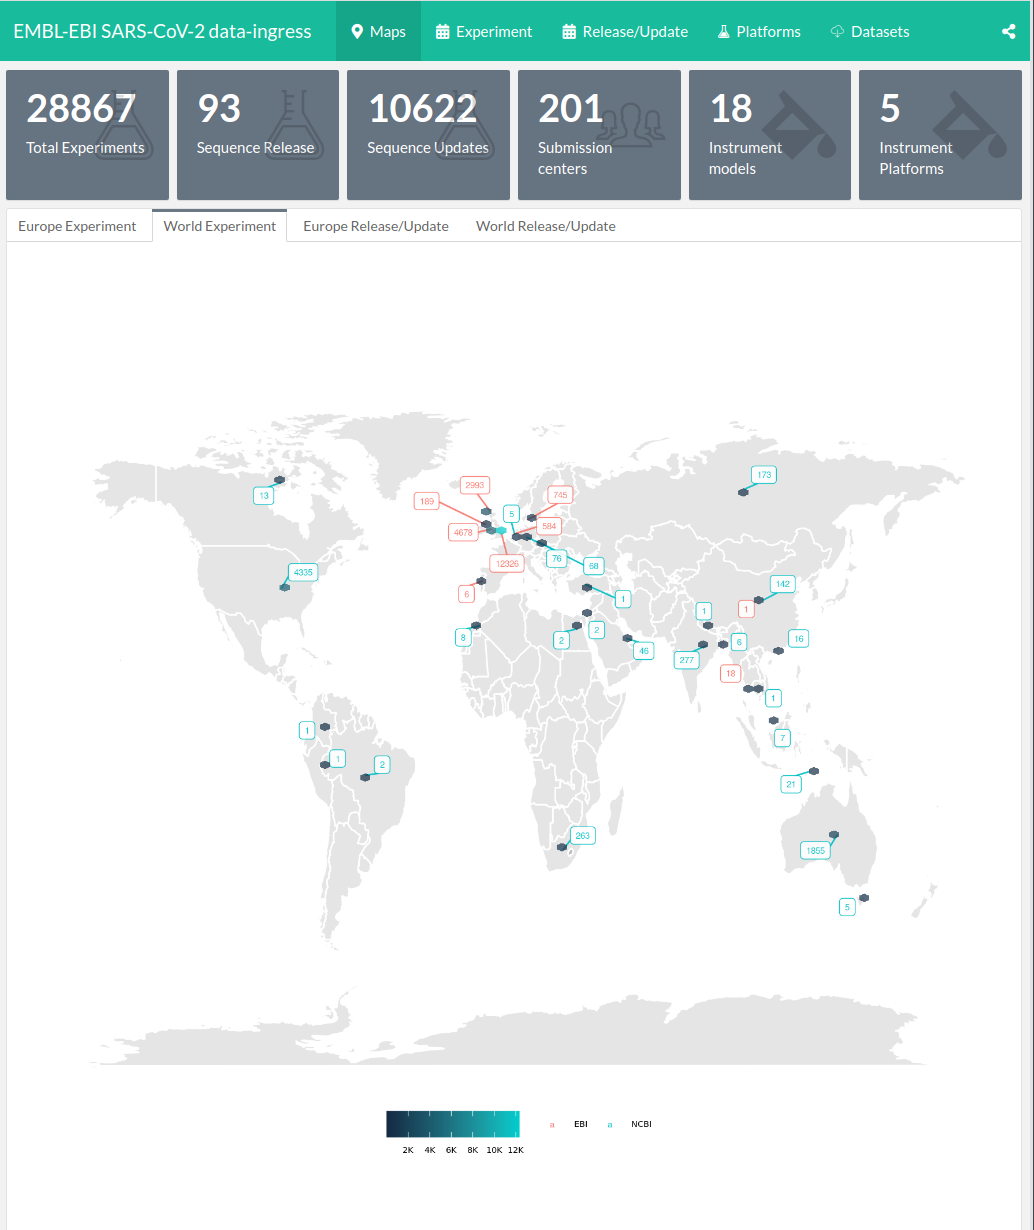 EMBL-EBI SARS-CoV-2 data-ingress Maps Experiment Release/Update Platforms Datasets
28867 93 10622 201 18 5
Total Experiments Sequence Release Sequence Updates Submission Instrument Instrument
centers models Platforms
Europe Experiment World Experiment Europe Release/Update World Release/Update
173
2993
13 189 745
5
4678 584
12326 76 68
4335
142
6 1 1
1
8 2 2 16
6
277 46
18
1
1 7
1 2
21
263
1855
5
a EBI a NCBI
2K 4K 6K 8K 10K 12K